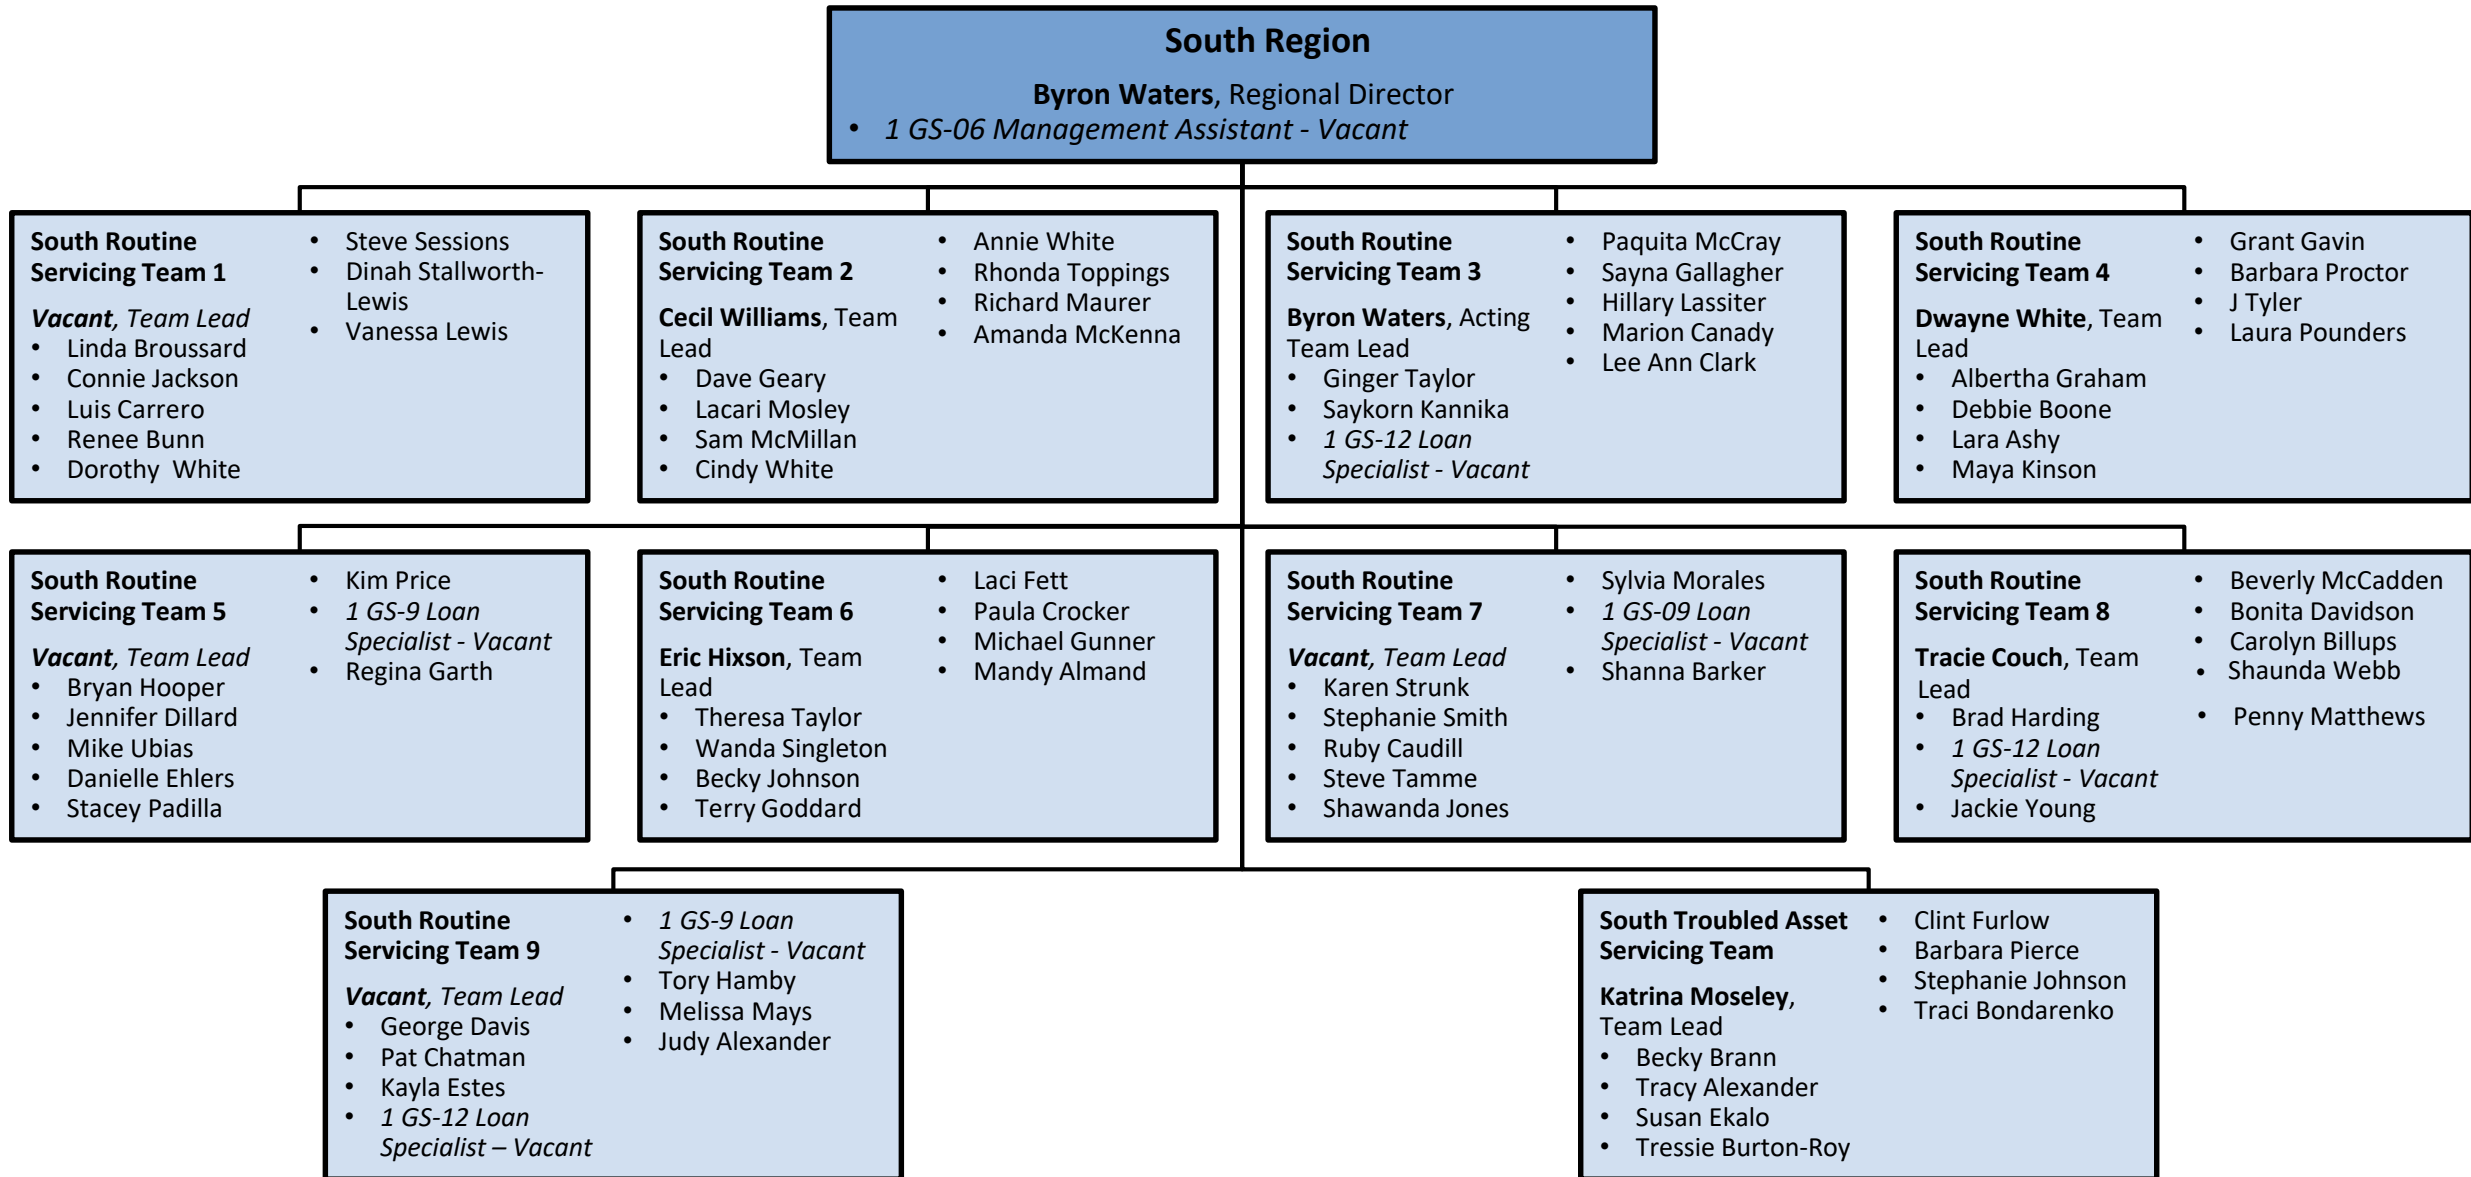 South Region
Byron Waters, Regional Director
• 1 GS-06 Management Assistant - Vacant
South Routine
Servicing Team 1
Vacant, Team Lead
• Linda Broussard
• Connie Jackson
• Luis Carrero
• Renee Bunn
• Dorothy  White
• Steve Sessions
• Dinah Stallworth-
Lewis
• Vanessa Lewis
South Routine
Servicing Team 2
Cecil Williams, Team
Lead
• Dave Geary
• Lacari Mosley
• Sam McMillan
• Cindy White
• Annie White
• Rhonda Toppings
• Richard Maurer
• Amanda McKenna
South Routine
Servicing Team 3
Byron Waters, Acting
Team Lead
• Ginger Taylor
• Saykorn Kannika
• 1 GS-12 Loan
Specialist - Vacant
• Paquita McCray
• Sayna Gallagher
• Hillary Lassiter
• Marion Canady
• Lee Ann Clark
South Routine
Servicing Team 4
Dwayne White, Team
Lead
• Albertha Graham
• Debbie Boone
• Lara Ashy
• Maya Kinson
• Grant Gavin
• Barbara Proctor
• J Tyler
• Laura Pounders
South Routine
Servicing Team 5
Vacant, Team Lead
• Bryan Hooper
• Jennifer Dillard
• Mike Ubias
• Danielle Ehlers
• Stacey Padilla
• Kim Price
• 1 GS-9 Loan
Specialist - Vacant
• Regina Garth
South Routine
Servicing Team 6
Eric Hixson, Team
Lead
• Theresa Taylor
• Wanda Singleton
• Becky Johnson
• Terry Goddard
• Laci Fett
• Paula Crocker
• Michael Gunner
• Mandy Almand
South Routine
Servicing Team 7
Vacant, Team Lead
• Karen Strunk
• Stephanie Smith
• Ruby Caudill
• Steve Tamme
• Shawanda Jones
• Sylvia Morales
• 1 GS-09 Loan
Specialist - Vacant
• Shanna Barker
South Routine
Servicing Team 8
Tracie Couch, Team
Lead
• Brad Harding
• 1 GS-12 Loan
Specialist - Vacant
• Jackie Young
• Beverly McCadden
• Bonita Davidson
• Carolyn Billups
• Shaunda Webb
• Penny Matthews
South Routine
Servicing Team 9
Vacant, Team Lead
• George Davis
• Pat Chatman
• Kayla Estes
• 1 GS-12 Loan
Specialist – Vacant
• 1 GS-9 Loan
Specialist - Vacant
• Tory Hamby
• Melissa Mays
• Judy Alexander
South Troubled Asset
Servicing Team
Katrina Moseley,
Team Lead
• Becky Brann
• Tracy Alexander
• Susan Ekalo
• Tressie Burton-Roy
• Clint Furlow
• Barbara Pierce
• Stephanie Johnson
• Traci Bondarenko